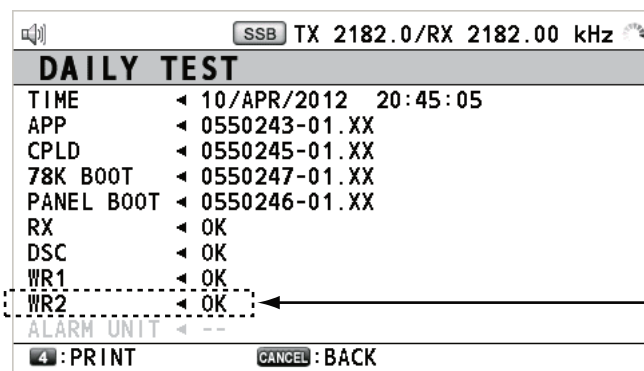 SSB TX 2182.0/RX 2182.00 kHz
DAILY TEST
TIME ◄ 10/APR/2012 20:45:05
APP ◄ 0550243-01.XX
CPLD ◄ 0550245-01.XX
78K BOOT ◄ 0550247-01.XX
PANEL BOOT ◄ 0550246-01.XX
RX ◄ OK
DSC ◄ OK
WR1 ◄ OK
WR2 ◄ OK
ALARM UNIT ◄ --
4 :PRINT CANCEL :BACK